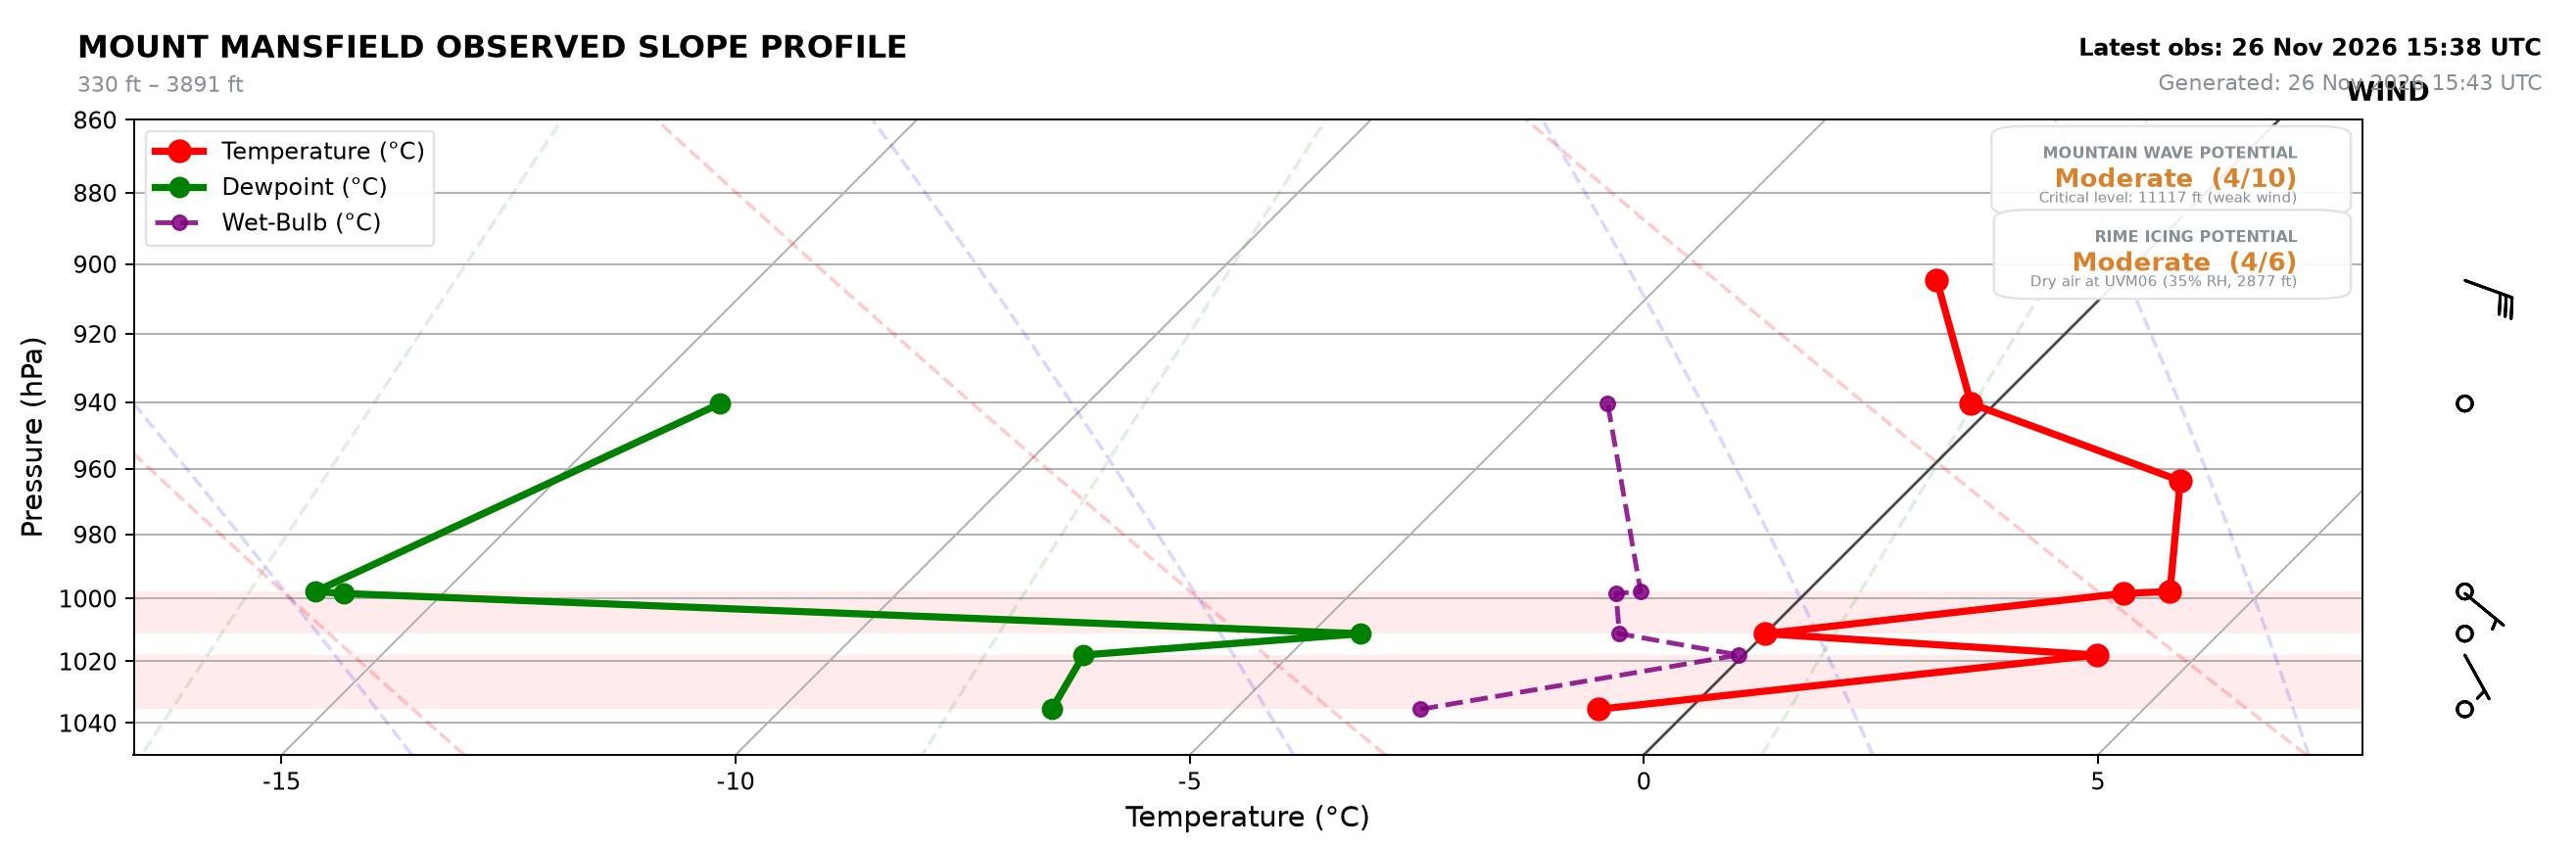 MOUNT MANSFIELD OBSERVED SLOPE PROFILE
330 ft – 3891 ft
Latest obs: 26 Nov 2026 15:38 UTC
Generated: 26 Nov 2026 15:43 UTC
WIND
Temperature (°C)
Dewpoint (°C)
Wet-Bulb (°C)
MOUNTAIN WAVE POTENTIAL
Moderate (4/10)
Critical level: 11117 ft (weak wind)
RIME ICING POTENTIAL
Moderate (4/6)
Dry air at UVM06 (35% RH, 2877 ft)
Pressure (hPa)
860
880
900
920
940
960
980
1000
1020
1040
-15
-10
-5
0
5
Temperature (°C)